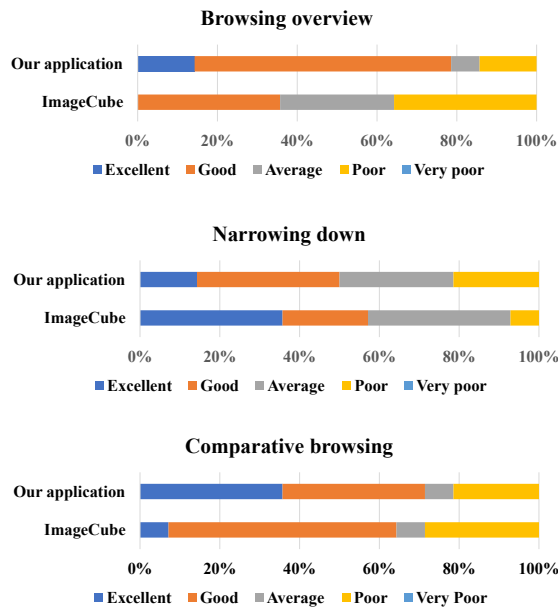 Browsing overview
Our application
ImageCube
0% 20% 40% 60% 80% 100%
Excellent Good Average Poor Very poor
Narrowing down
Our application
ImageCube
0% 20% 40% 60% 80% 100%
Excellent Good Average Poor Very poor
Comparative browsing
Our application
ImageCube
0% 20% 40% 60% 80% 100%
Excellent Good Average Poor Very Poor